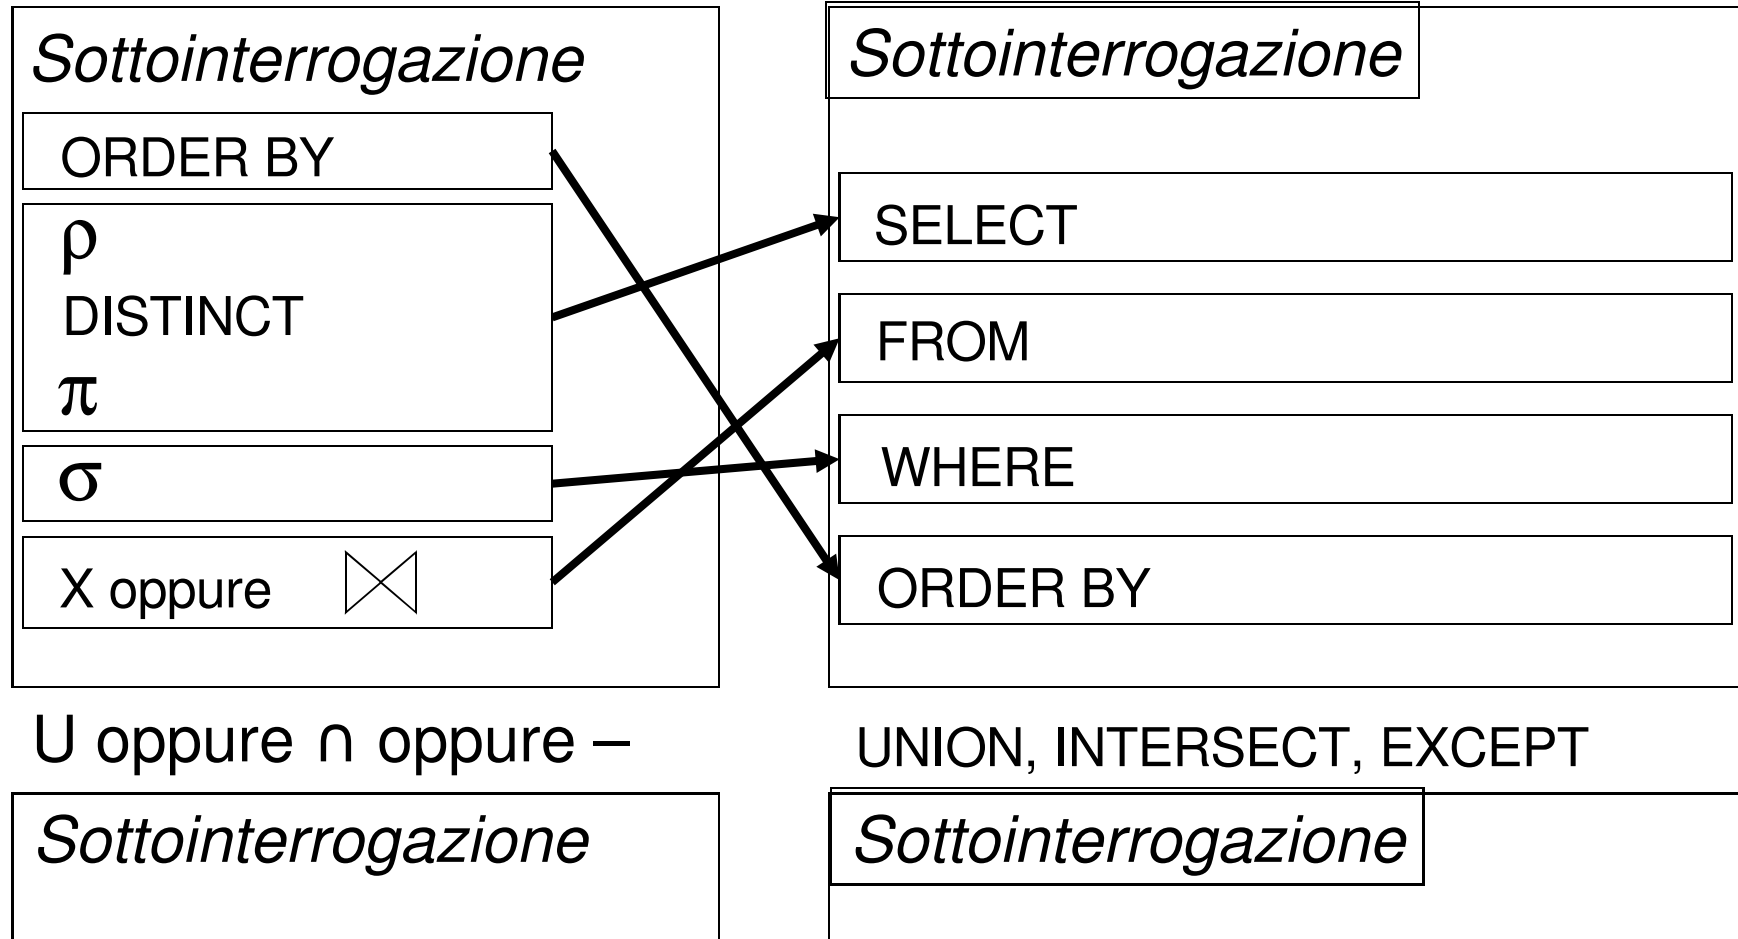 Sottointerrogazione
ORDER BY
ρ
DISTINCT
π
σ
X oppure ⋈
U oppure ∩ oppure –
Sottointerrogazione
Sottointerrogazione
SELECT
FROM
WHERE
ORDER BY
UNION, INTERSECT, EXCEPT
Sottointerrogazione